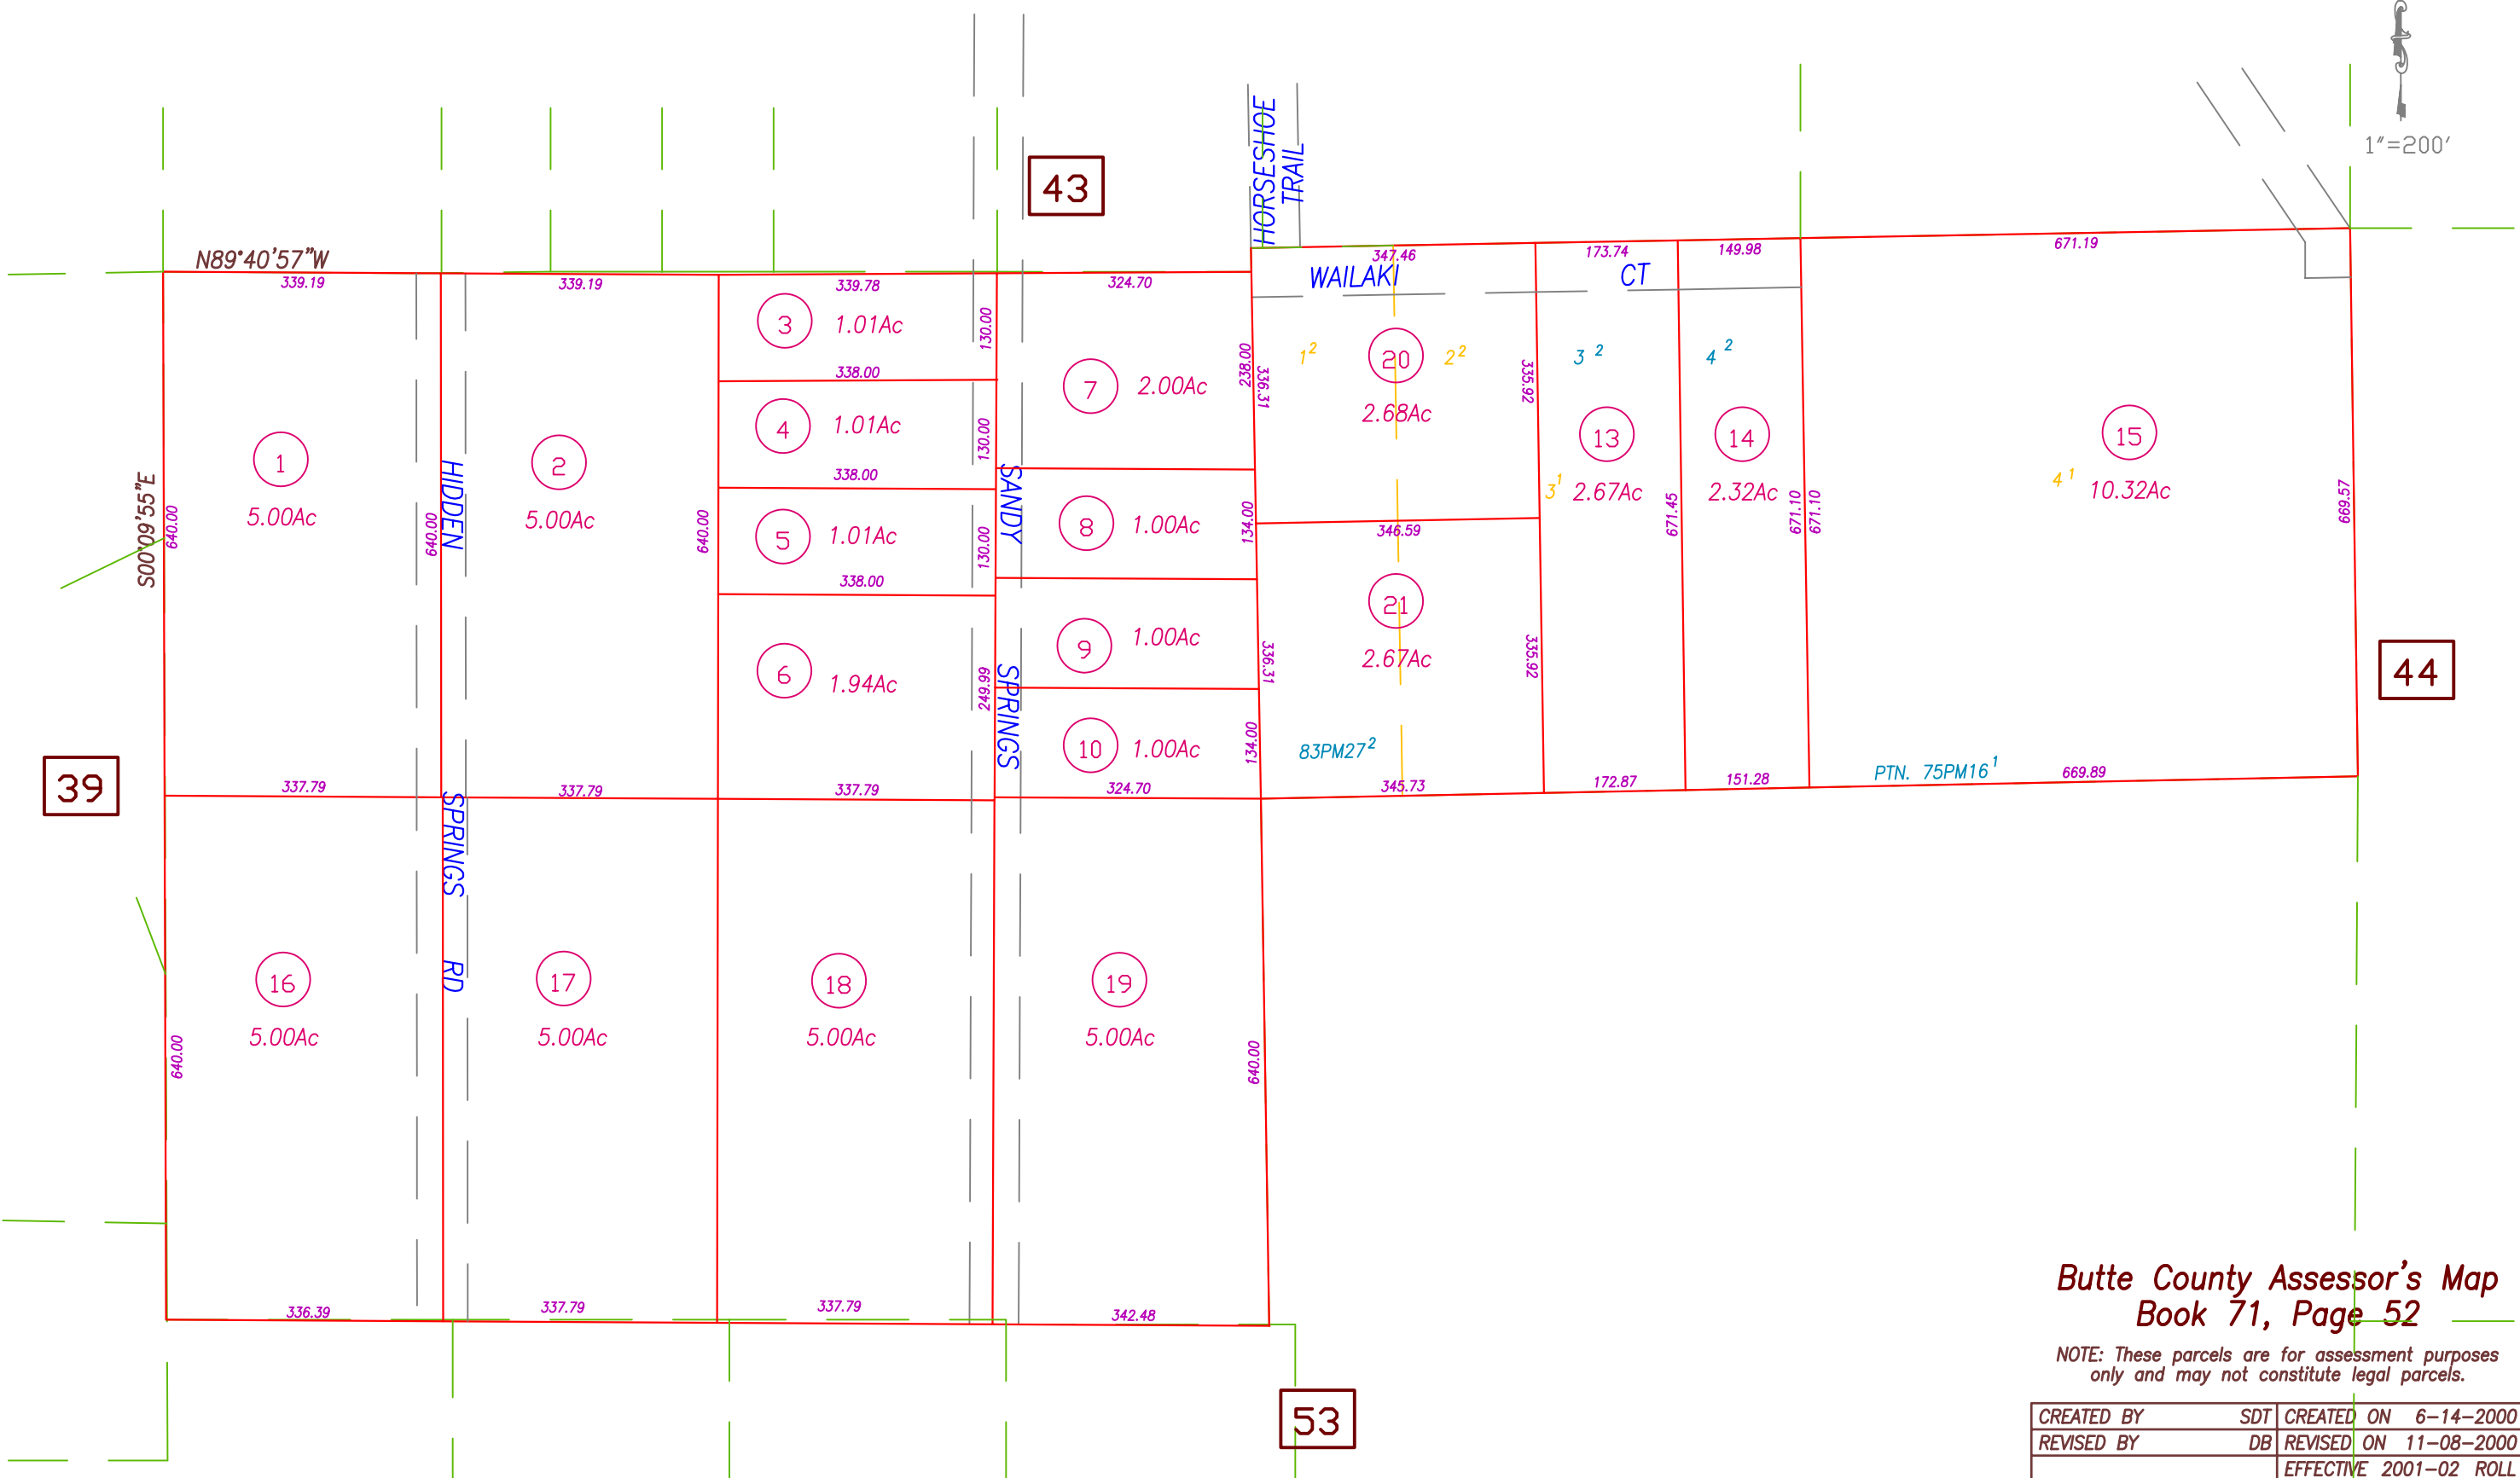 1"=200'
43
HORSESHOE
TRAIL
N89°40'57"W
339.19
339.19
339.78
324.70
347.46
173.74
149.98
671.19
WAILAKI CT
3 1.01Ac
130.00
338.00
4 1.01Ac
130.00
338.00
5 1.01Ac
130.00
338.00
6 1.94Ac
249.99
7 2.00Ac
238.00
336.31
1²
20
2²
2.68Ac
335.92
3 ²
4 ²
13
2.67Ac
3¹
14
2.32Ac
671.45
671.10
671.10
15
4 ¹
10.32Ac
669.57
1
5.00Ac
S00°09'55"E
640.00
640.00
HIDDEN
2
5.00Ac
640.00
SANDY
8 1.00Ac
134.00
346.59
21
2.67Ac
335.92
336.31
9 1.00Ac
SPRINGS
10 1.00Ac
134.00
83PM27²
PTN. 75PM16¹
44
39
337.79
337.79
337.79
324.70
345.73
172.87
151.28
669.89
SPRINGS
RD
16
5.00Ac
640.00
17
5.00Ac
18
5.00Ac
19
5.00Ac
640.00
336.39
337.79
337.79
342.48
53
Butte County Assessor's Map
Book 71, Page 52
NOTE: These parcels are for assessment purposes
only and may not constitute legal parcels.
CREATED BY SDT CREATED ON 6-14-2000
REVISED BY DB REVISED ON 11-08-2000
EFFECTIVE 2001-02 ROLL